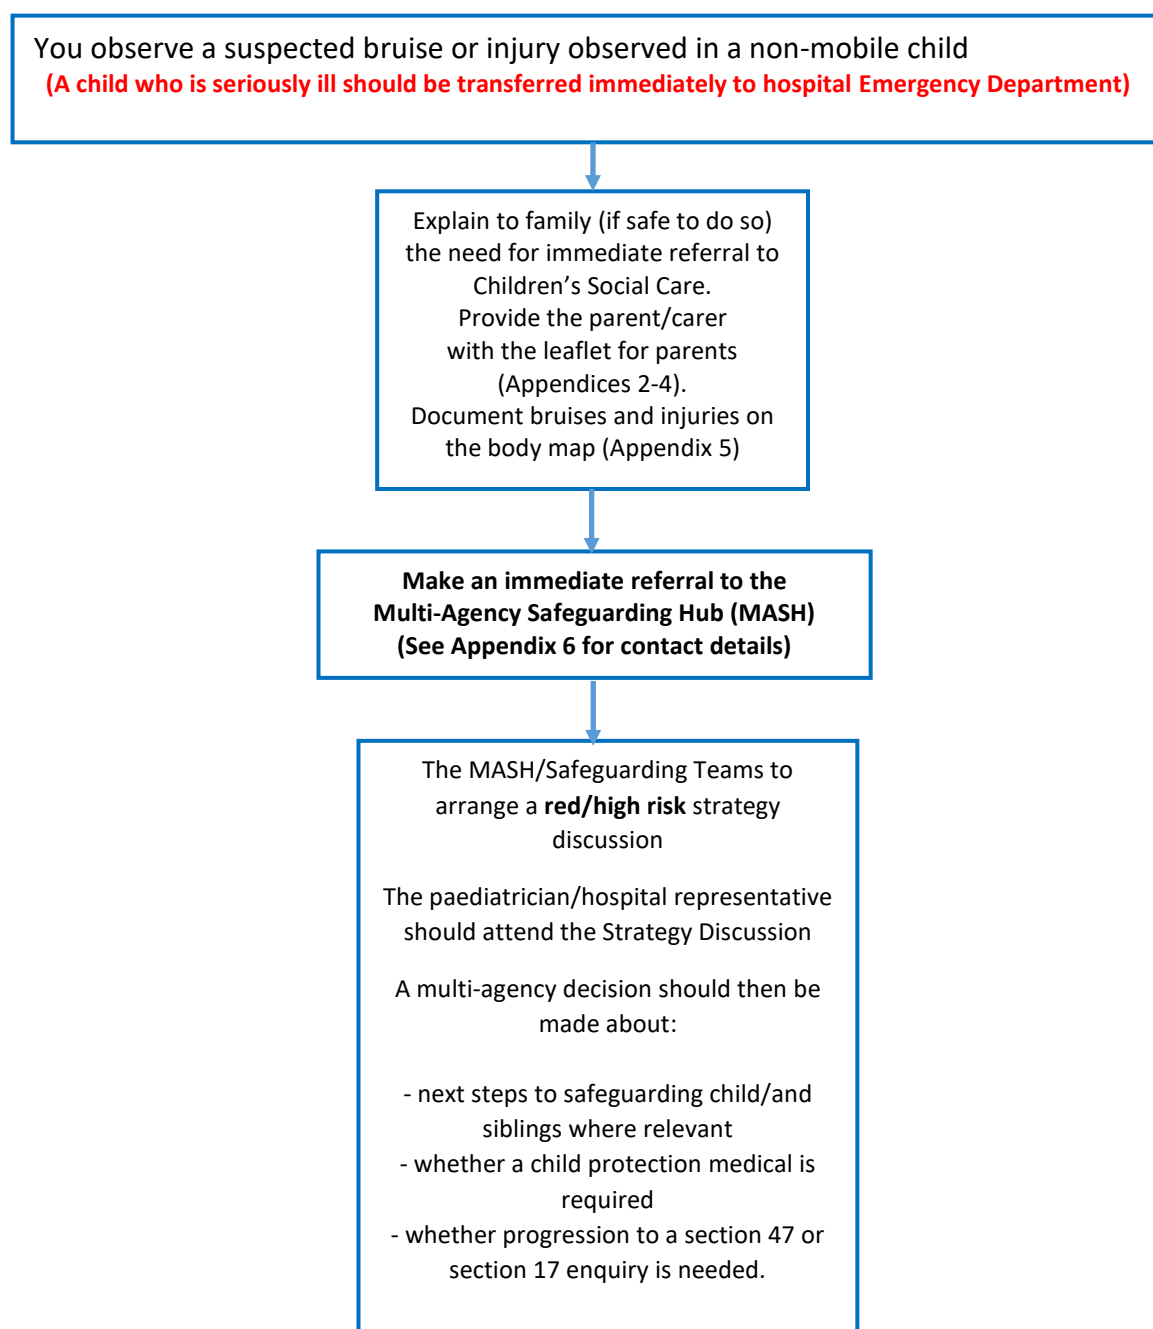 You observe a suspected bruise or injury observed in a non-mobile child
(A child who is seriously ill should be transferred immediately to hospital Emergency Department)
Explain to family (if safe to do so)
the need for immediate referral to
Children’s Social Care.
Provide the parent/carer
with the leaflet for parents
(Appendices 2-4).
Document bruises and injuries on
the body map (Appendix 5)
Make an immediate referral to the
Multi-Agency Safeguarding Hub (MASH)
(See Appendix 6 for contact details)
The MASH/Safeguarding Teams to
arrange a red/high risk strategy
discussion
The paediatrician/hospital representative
should attend the Strategy Discussion
A multi-agency decision should then be
made about:
- next steps to safeguarding child/and
siblings where relevant
- whether a child protection medical is
required
- whether progression to a section 47 or
section 17 enquiry is needed.